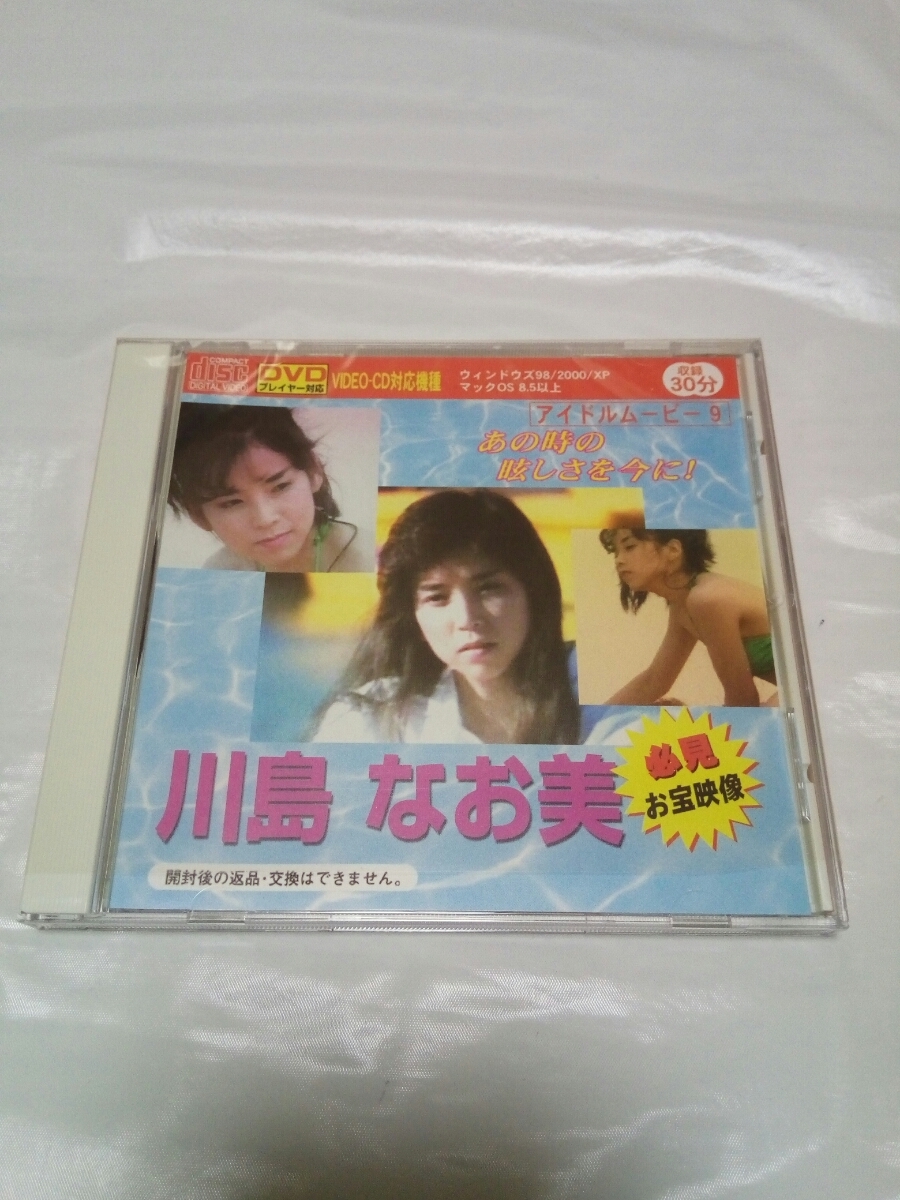 COMPACT
disc
DIGITAL VIDEO
DVD
プレイヤー対応
VIDEO-CD対応機種
ウィンドウズ98/2000/XP
マックOS 8.5以上
収録
30分
アイドルムービー 9
あの時の
眩しさを今に!
川島 なお美
必見
お宝映像
開封後の返品・交換はできません。